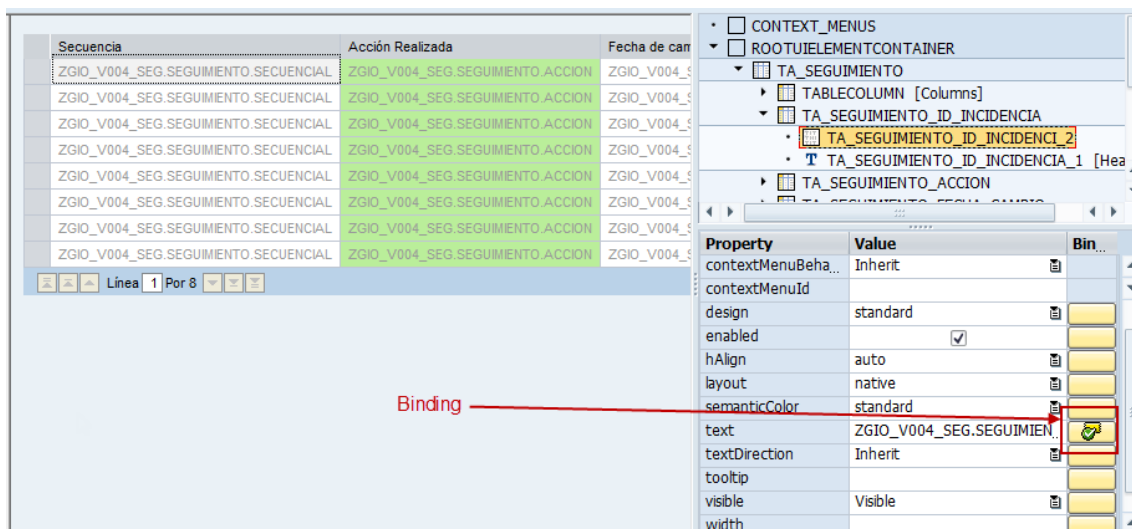 Secuencia Acción Realizada Fecha de cam
ZGIO_V004_SEG.SEGUIMIENTO.SECUENCIAL ZGIO_V004_SEG.SEGUIMIENTO.ACCION ZGIO_V004_S
ZGIO_V004_SEG.SEGUIMIENTO.SECUENCIAL ZGIO_V004_SEG.SEGUIMIENTO.ACCION ZGIO_V004_S
ZGIO_V004_SEG.SEGUIMIENTO.SECUENCIAL ZGIO_V004_SEG.SEGUIMIENTO.ACCION ZGIO_V004_S
ZGIO_V004_SEG.SEGUIMIENTO.SECUENCIAL ZGIO_V004_SEG.SEGUIMIENTO.ACCION ZGIO_V004_S
ZGIO_V004_SEG.SEGUIMIENTO.SECUENCIAL ZGIO_V004_SEG.SEGUIMIENTO.ACCION ZGIO_V004_S
ZGIO_V004_SEG.SEGUIMIENTO.SECUENCIAL ZGIO_V004_SEG.SEGUIMIENTO.ACCION ZGIO_V004_S
ZGIO_V004_SEG.SEGUIMIENTO.SECUENCIAL ZGIO_V004_SEG.SEGUIMIENTO.ACCION ZGIO_V004_S
ZGIO_V004_SEG.SEGUIMIENTO.SECUENCIAL ZGIO_V004_SEG.SEGUIMIENTO.ACCION ZGIO_V004_S
Línea 1 Por 8
Binding
CONTEXT_MENUS
ROOTUIELEMENTCONTAINER
TA_SEGUIMIENTO
TABLECOLUMN [Columns]
TA_SEGUIMIENTO_ID_INCIDENCIA
TA_SEGUIMIENTO_ID_INCIDENCI_2
T TA_SEGUIMIENTO_ID_INCIDENCIA_1 [Hea
TA_SEGUIMIENTO_ACCION
Property Value Bin...
contextMenuBeha... Inherit
contextMenuId
design standard
enabled
hAlign auto
layout native
semanticColor standard
text ZGIO_V004_SEG.SEGUIMIEN...
textDirection Inherit
tooltip
visible Visible
width